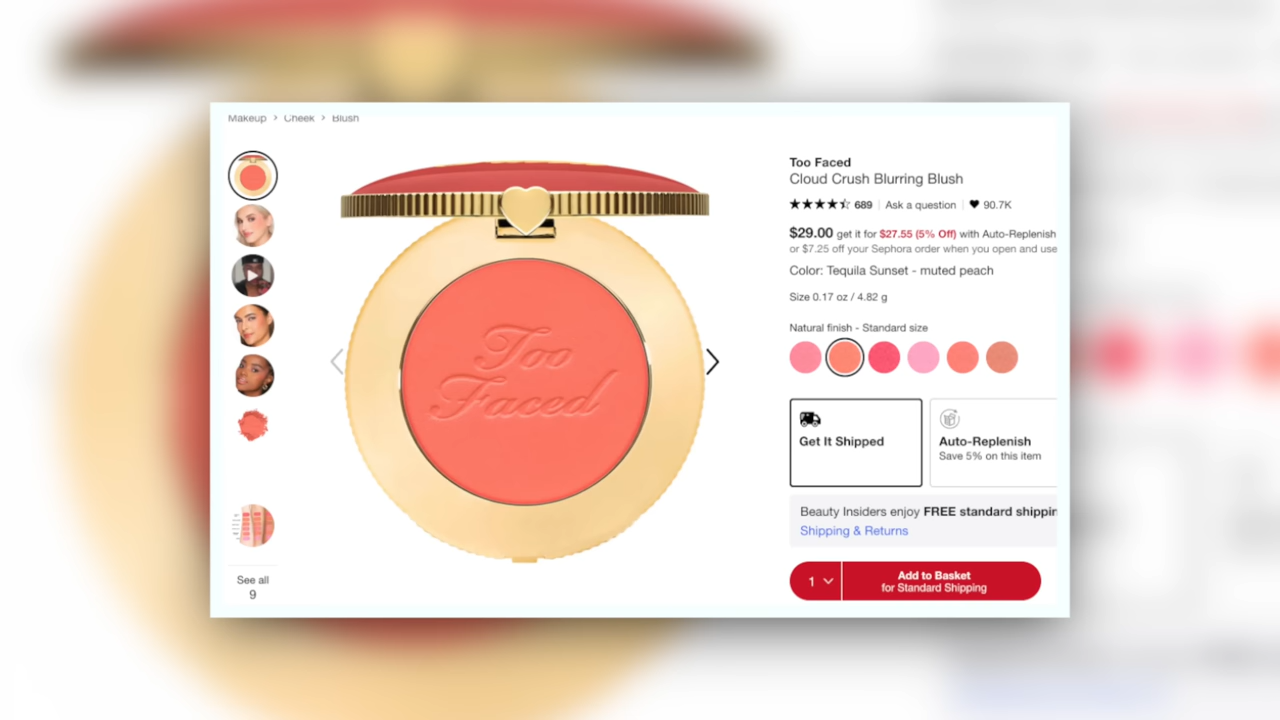 Makeup > Cheek > Blush
Too Faced
Cloud Crush Blurring Blush
689 | Ask a question | 90.7K
$29.00 get it for $27.55 (5% Off) with Auto-Replenish
or $7.25 off your Sephora order when you open and use
Color: Tequila Sunset - muted peach
Size 0.17 oz / 4.82 g
Natural finish - Standard size
Too
Faced
Get It Shipped
Auto-Replenish
Save 5% on this item
Beauty Insiders enjoy FREE standard shippin
Shipping & Returns
See all
9
1
Add to Basket
for Standard Shipping